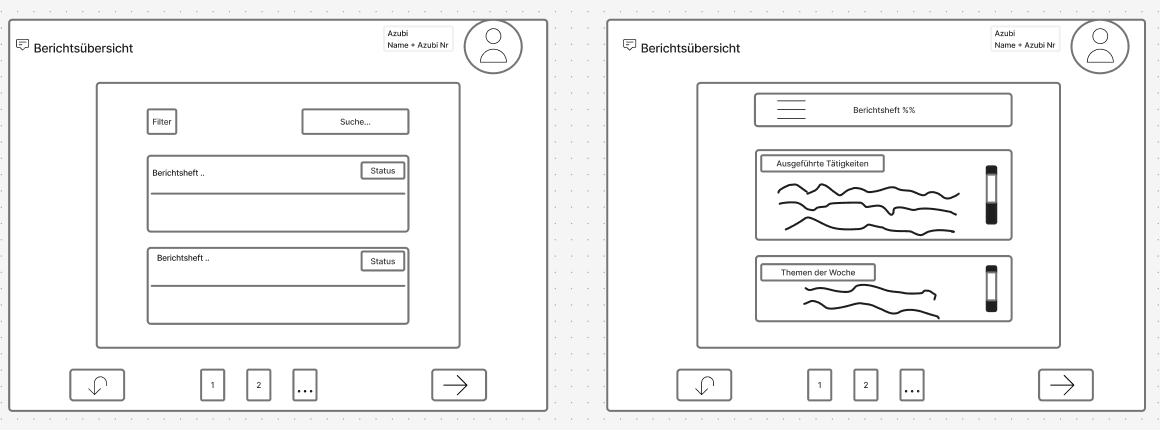 Berichtsübersicht
Azubi
Name + Azubi Nr
Filter
Suche...
Berichtsheft ..
Status
Berichtsheft ..
Status
1
2
...
Berichtsübersicht
Azubi
Name + Azubi Nr
Berichtsheft %%
Ausgeführte Tätigkeiten
Themen der Woche
1
2
...